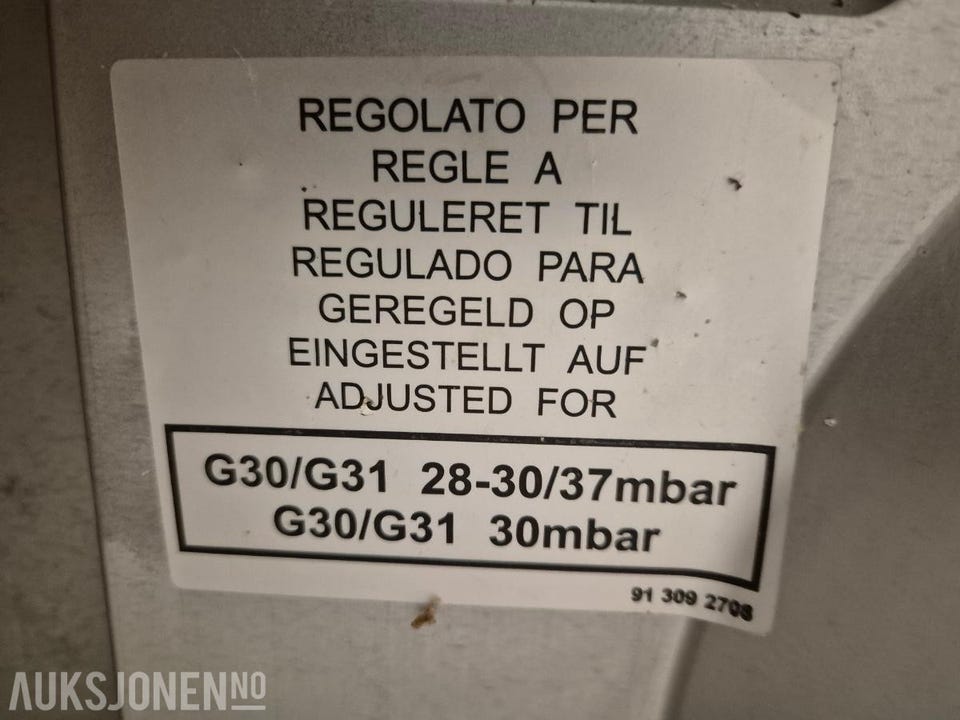 REGOLATO PER
REGLE A
REGULERET TIL
REGULADO PARA
GEREGELD OP
EINGESTELLT AUF
ADJUSTED FOR
G30/G31 28-30/37mbar
G30/G31 30mbar
91 309 2708
AUKSJONEN.NO